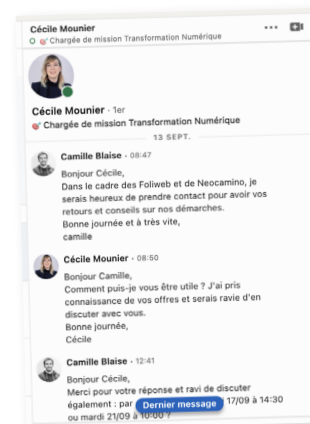 Cécile Mounier
Chargée de mission Transformation Numérique
Cécile Mounier · 1er
Chargée de mission Transformation Numérique
13 SEPT.
Camille Blaise · 08:47
Bonjour Cécile,
Dans le cadre des Foliweb et de Neocamino, je
serais heureux de prendre contact pour avoir vos
retours et conseils sur nos démarches.
Bonne journée et à très vite,
camille
Cécile Mounier · 08:50
Bonjour Camille,
Comment puis-je vous être utile ? J'ai pris
connaissance de vos offres et serais ravie d'en
discuter avec vous.
Bonne journée,
Cécile
Camille Blaise · 12:41
Bonjour Cécile,
Merci pour votre réponse et ravi de discuter
également : par 17/09 à 14:30
Dernier message
ou mardi 21/09 à 10:00 ?